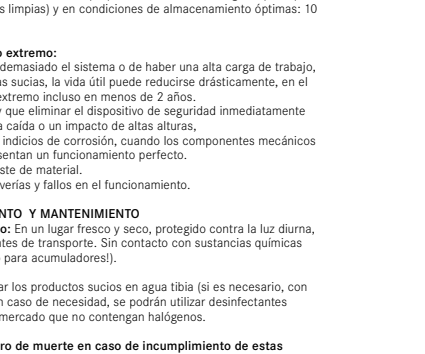 s limpias) y en condiciones de almacenamiento óptimas: 10
o extremo:
demasiado el sistema o de haber una alta carga de trabajo,
as sucias, la vida útil puede reducirse drásticamente, en el
extremo incluso en menos de 2 años.
y que eliminar el dispositivo de seguridad inmediatamente
a caída o un impacto de altas alturas,
indicios de corrosión, cuando los componentes mecánicos
sentan un funcionamiento perfecto.
ste de material.
verías y fallos en el funcionamiento.
NTO Y MANTENIMIENTO
o: En un lugar fresco y seco, protegido contra la luz diurna,
ntes de transporte. Sin contacto con sustancias químicas
para acumuladores!).
ar los productos sucios en agua tibia (si es necesario, con
n caso de necesidad, se podrán utilizar desinfectantes
mercado que no contengan halógenos.
ro de muerte en caso de incumplimiento de estas